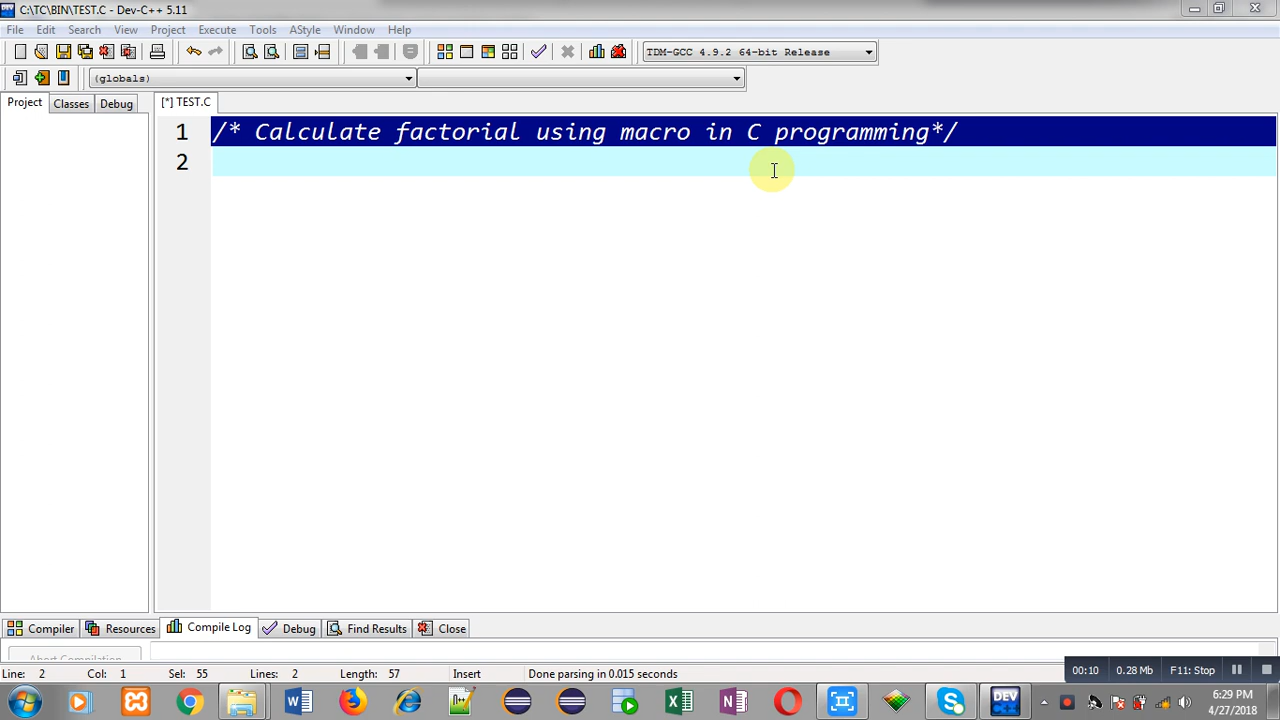 C:\TC\BIN\TEST.C - Dev-C++ 5.11
File Edit Search View Project Execute Tools AStyle Window Help
TDM-GCC 4.9.2 64-bit Release
(globals)
Project Classes Debug [*] TEST.C
1 /* Calculate factorial using macro in C programming*/
2
Compiler Resources Compile Log Debug Find Results Close
Abort Compilation
Line: 2 Col: 1 Sel: 55 Lines: 2 Length: 57 Insert Done parsing in 0.015 seconds
00:10 0.28 Mb F11: Stop
6:29 PM
4/27/2018